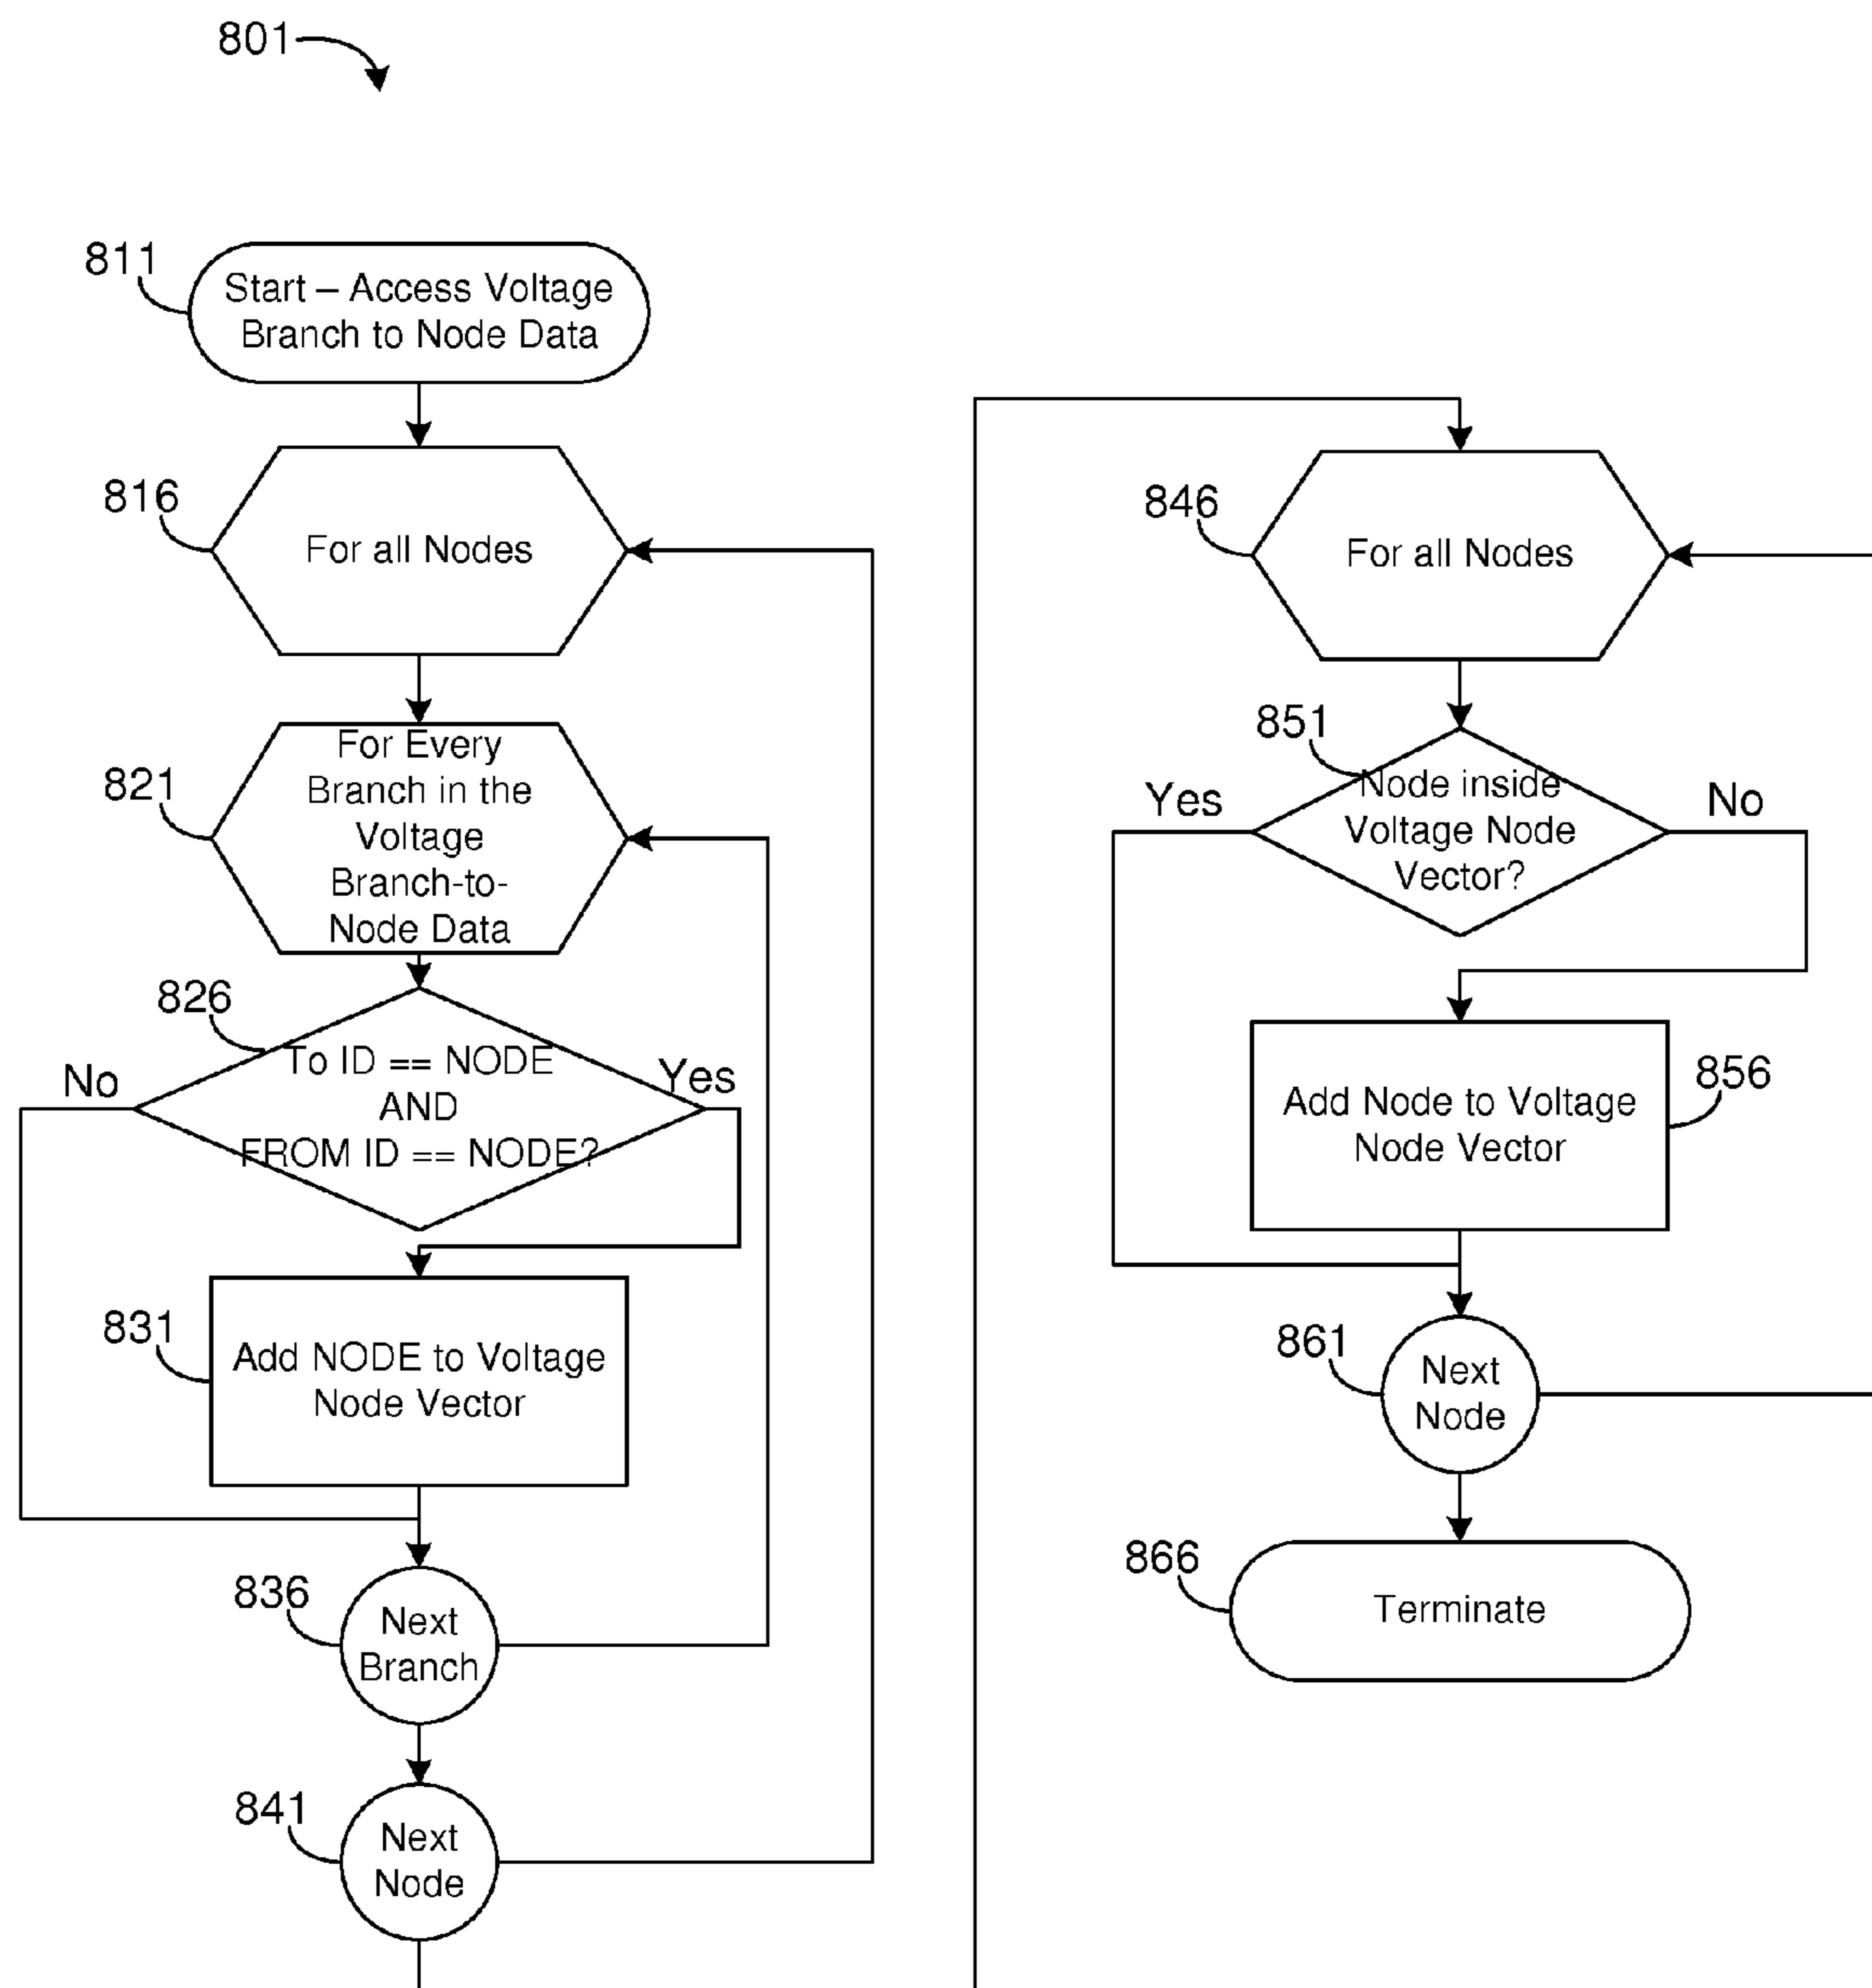 801
811
Start – Access Voltage
Branch to Node Data
816
For all Nodes
821
For Every
Branch in the
Voltage
Branch-to-
Node Data
826
To ID == NODE
AND
FROM ID == NODE?
No
Yes
831
Add NODE to Voltage
Node Vector
836
Next
Branch
841
Next
Node
846
For all Nodes
851
Node inside
Voltage Node
Vector?
Yes
No
856
Add Node to Voltage
Node Vector
861
Next
Node
866
Terminate